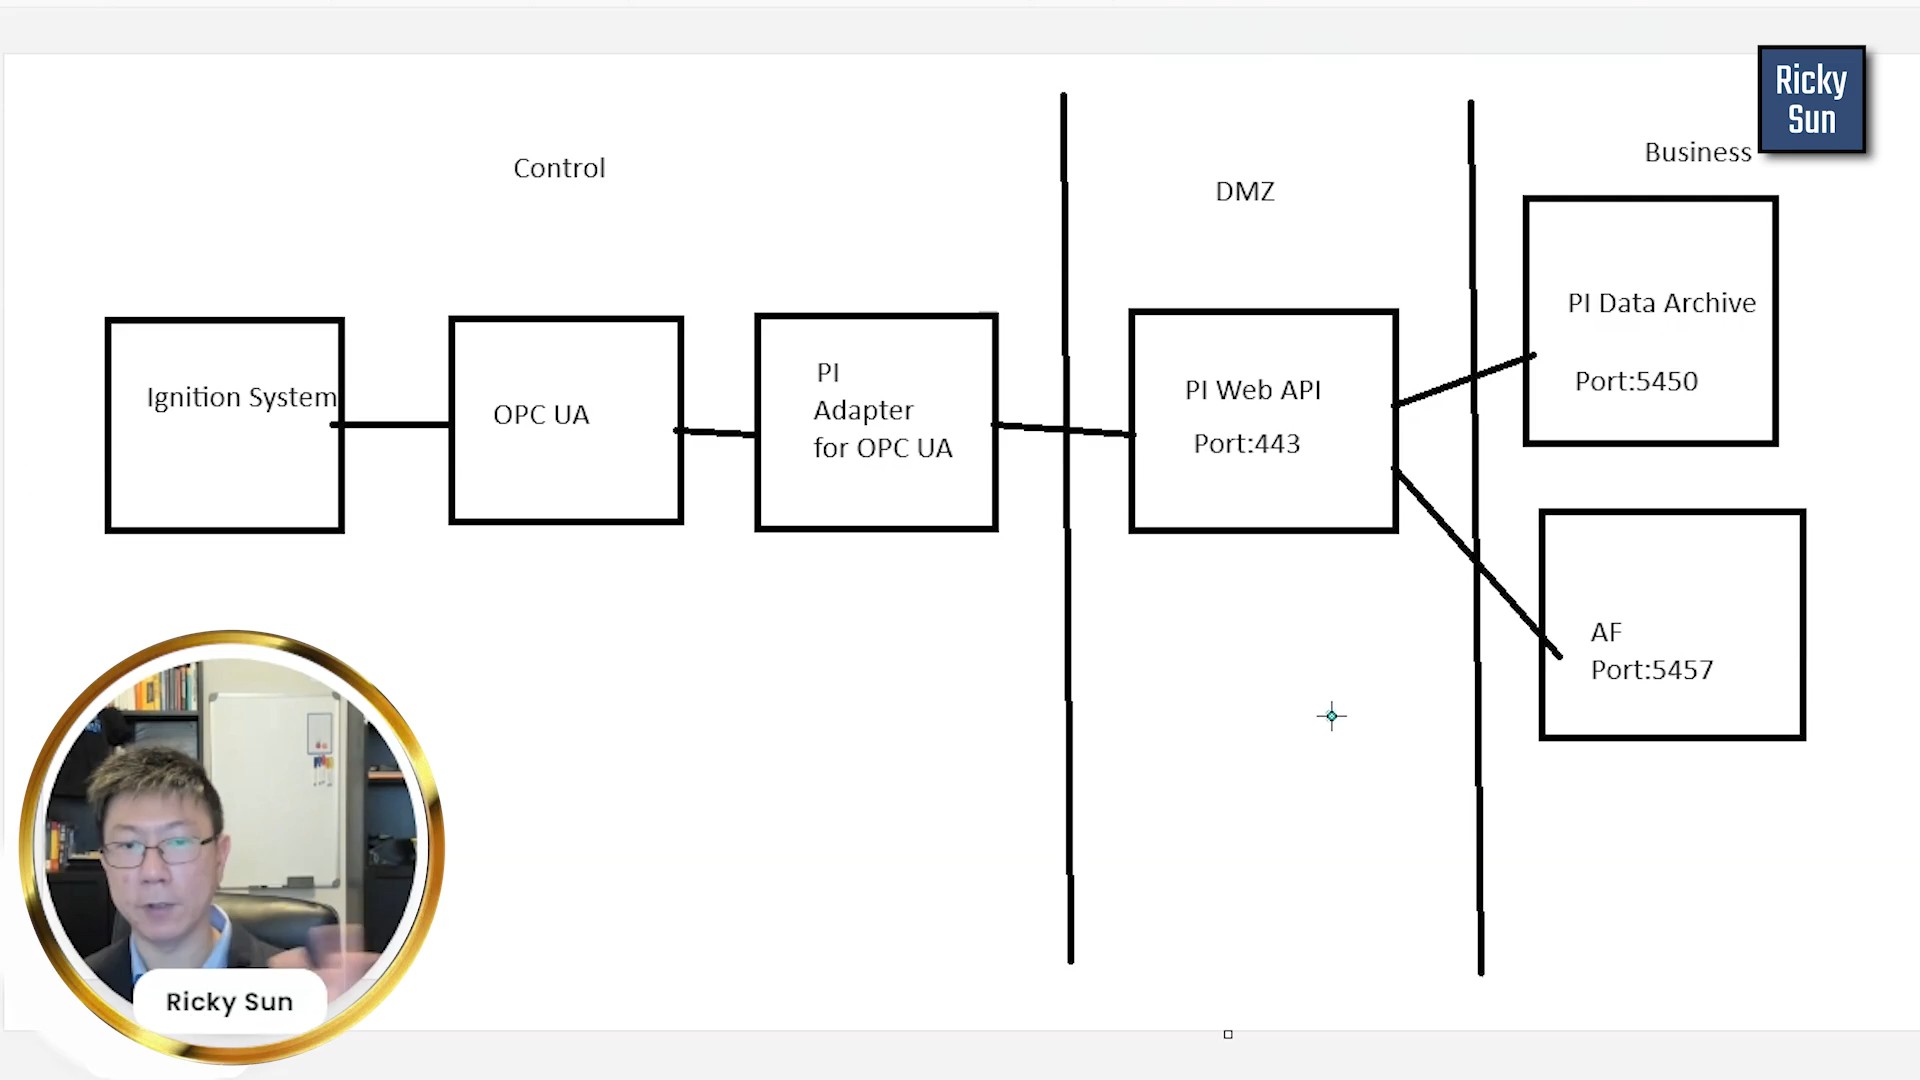 Ricky
Sun
Control
DMZ
Business
Ignition System
OPC UA
PI
Adapter
for OPC UA
PI Web API
Port:443
PI Data Archive
Port:5450
AF
Port:5457
Ricky Sun